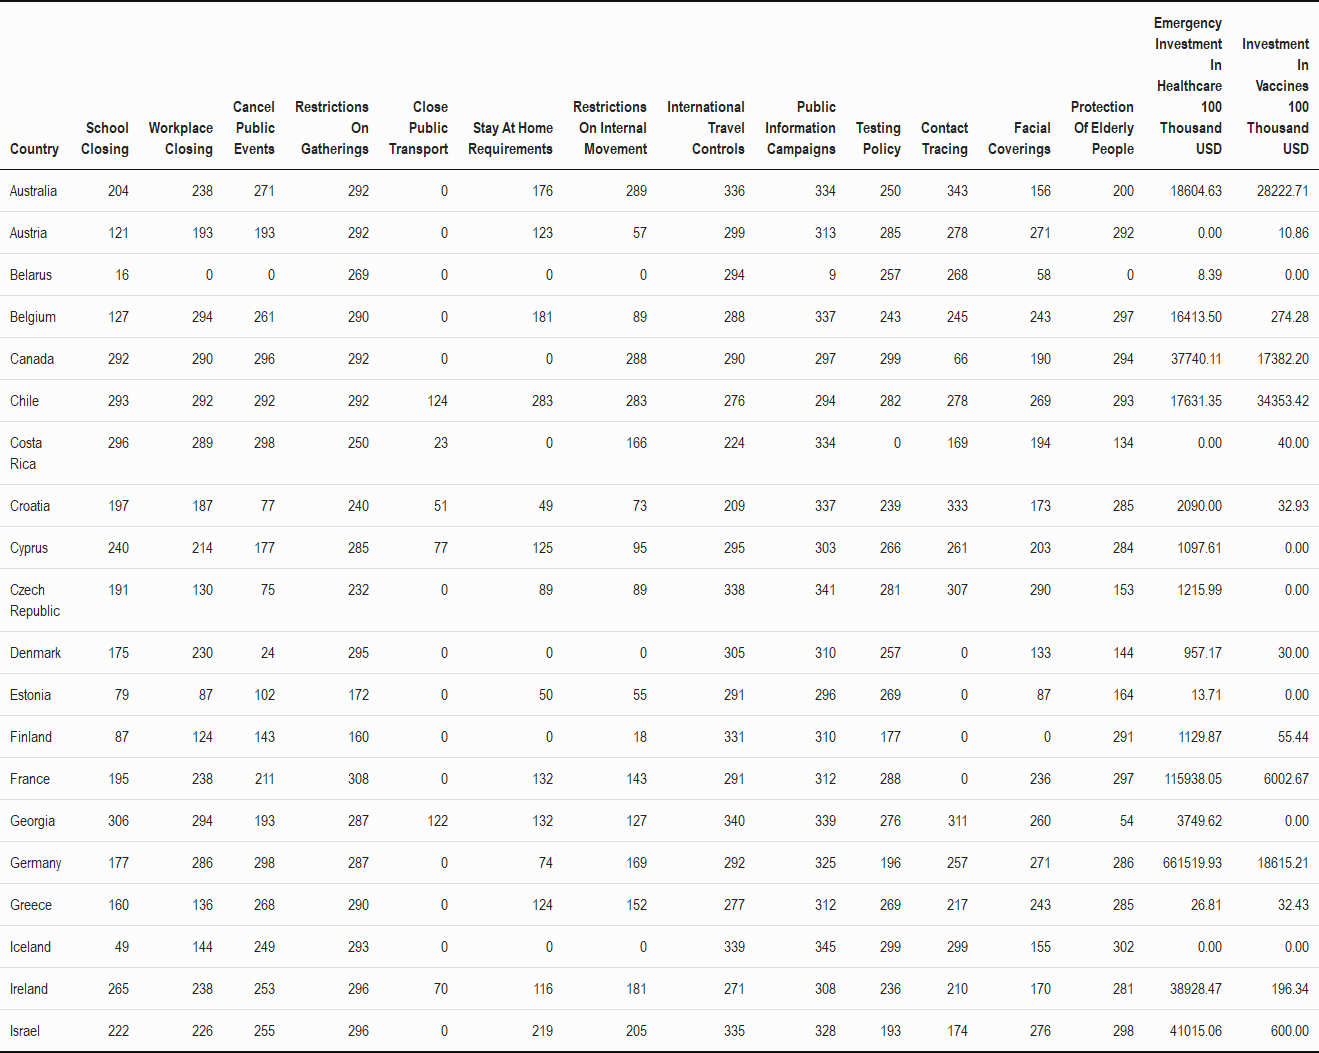 Emergency
Investment Investment
In In
Healthcare Vaccines
Cancel Restrictions Close Restrictions International Public Protection 100 100
School Workplace Public On Public Stay At Home On Internal Travel Information Testing Contact Facial Of Elderly Thousand Thousand
Country Closing Closing Events Gatherings Transport Requirements Movement Controls Campaigns Policy Tracing Coverings People USD USD
Australia 204 238 271 292 0 176 289 336 334 250 343 156 200 18604.63 28222.71
Austria 121 193 193 292 0 123 57 299 313 285 278 271 292 0.00 10.86
Belarus 16 0 0 269 0 0 0 294 9 257 268 58 0 8.39 0.00
Belgium 127 294 261 290 0 181 89 288 337 243 245 243 297 16413.50 274.28
Canada 292 290 296 292 0 0 288 290 297 299 66 190 294 37740.11 17382.20
Chile 293 292 292 292 124 283 283 276 294 282 278 269 293 17631.35 34353.42
Costa 296 289 298 250 23 0 166 224 334 0 169 194 134 0.00 40.00
Rica
Croatia 197 187 77 240 51 49 73 209 337 239 333 173 285 2090.00 32.93
Cyprus 240 214 177 285 77 125 95 295 303 266 261 203 284 1097.61 0.00
Czech 191 130 75 232 0 89 89 338 341 281 307 290 153 1215.99 0.00
Republic
Denmark 175 230 24 295 0 0 0 305 310 257 0 133 144 957.17 30.00
Estonia 79 87 102 172 0 50 55 291 296 269 0 87 164 13.71 0.00
Finland 87 124 143 160 0 0 18 331 310 177 0 0 291 1129.87 55.44
France 195 238 211 308 0 132 143 291 312 288 0 236 297 115938.05 6002.67
Georgia 306 294 193 287 122 132 127 340 339 276 311 260 54 3749.62 0.00
Germany 177 286 298 287 0 74 169 292 325 196 257 271 286 661519.93 18615.21
Greece 160 136 268 290 0 124 152 277 312 269 217 243 285 26.81 32.43
Iceland 49 144 249 293 0 0 0 339 345 299 299 155 302 0.00 0.00
Ireland 265 238 253 296 70 116 181 271 308 236 210 170 281 38928.47 196.34
Israel 222 226 255 296 0 219 205 335 328 193 174 276 298 41015.06 600.00